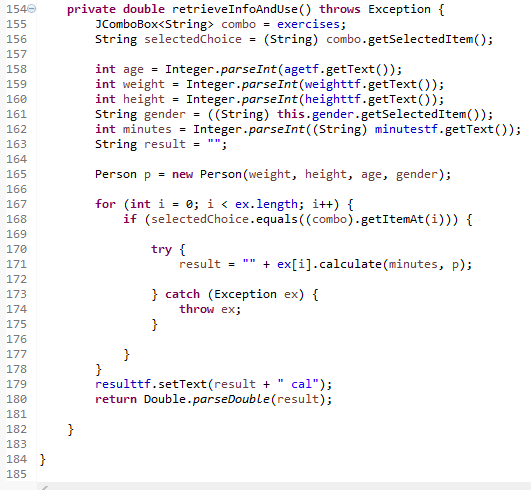 154 private double retrieveInfoAndUse() throws Exception {
155 JComboBox<String> combo = exercises;
156 String selectedChoice = (String) combo.getSelectedItem();
157
158 int age = Integer.parseInt(agetf.getText());
159 int weight = Integer.parseInt(weighttf.getText());
160 int height = Integer.parseInt(heighttf.getText());
161 String gender = ((String) this.gender.getSelectedItem());
162 int minutes = Integer.parseInt((String) minutestf.getText());
163 String result = "";
164
165 Person p = new Person(weight, height, age, gender);
166
167 for (int i = 0; i < ex.length; i++) {
168 if (selectedChoice.equals((combo).getItemAt(i))) {
169
170 try {
171 result = "" + ex[i].calculate(minutes, p);
172
173 } catch (Exception ex) {
174 throw ex;
175 }
176
177 }
178 }
179 resulttf.setText(result + " cal");
180 return Double.parseDouble(result);
181
182 }
183
184 }
185